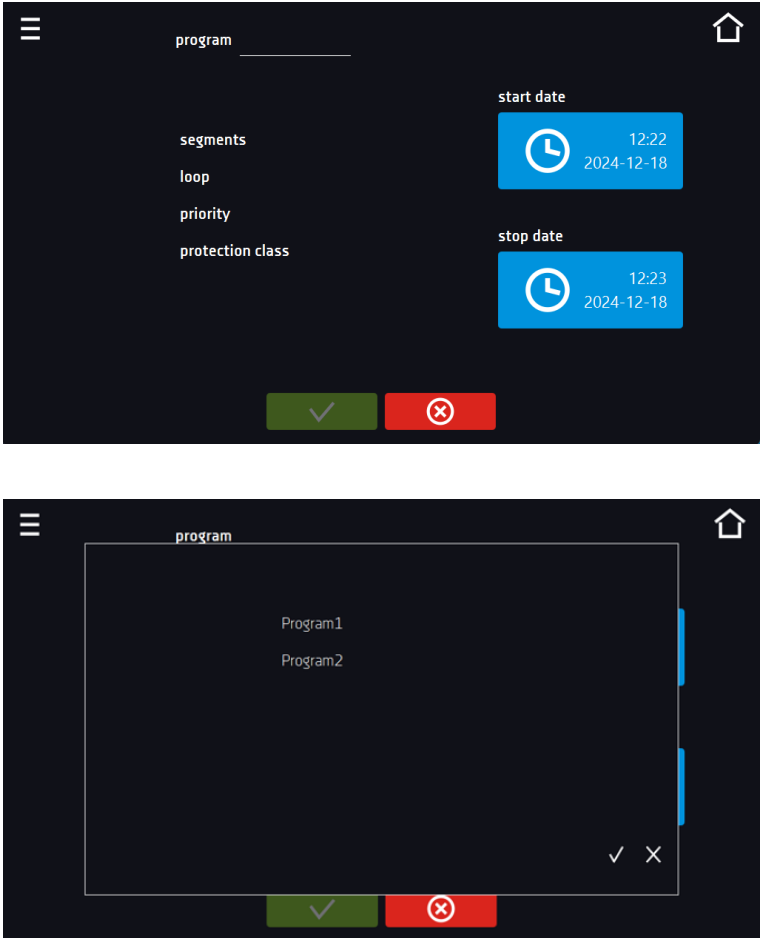 program
start date
12:22
2024-12-18
segments
loop
priority
protection class
stop date
12:23
2024-12-18
program
Program1
Program2